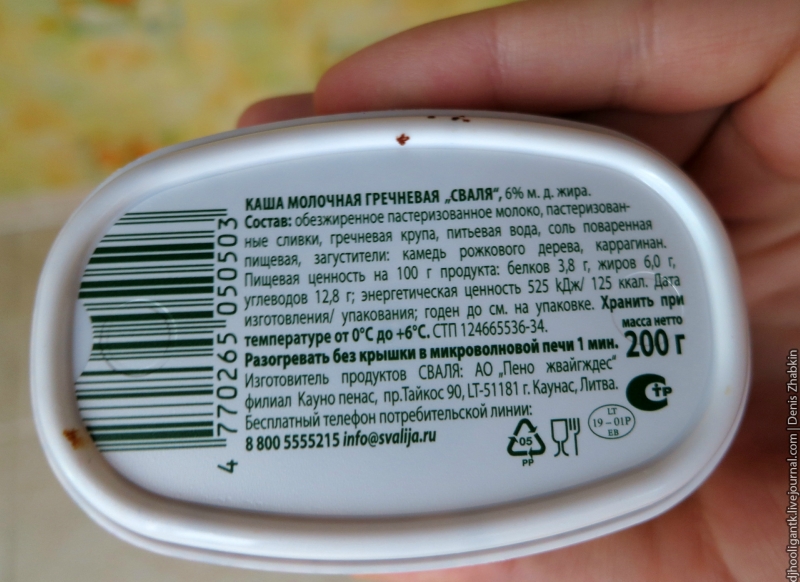 КАША МОЛОЧНАЯ ГРЕЧНЕВАЯ „СВАЛЯ“, 6% м. д. жира.
Состав: обезжиренное пастеризованное молоко, пастеризован-
ные сливки, гречневая крупа, питьевая вода, соль поваренная
пищевая, загустители: камедь рожкового дерева, каррагинан.
Пищевая ценность на 100 г продукта: белков 3,8 г, жиров 6,0 г,
углеводов 12,8 г; энергетическая ценность 525 kДж/ 125 ккал. Дата
изготовления/ упакования; годен до см. на упаковке. Хранить при
температуре от 0°С до +6°С. СТП 124665536-34.
Разогревать без крышки в микроволновой печи 1 мин.
масса нетто
200 г
Изготовитель продуктов СВАЛЯ: АО „Пено жвайгждес“
филиал Кауно пенас, пр.Тайкос 90, LT-51181 г. Каунас, Литва.
Бесплатный телефон потребительской линии:
8 800 5555215 info@svalija.ru
4 770265 050503
05
PP
LT
19 – 01P
EB
СТР
djhooligantk.livejournal.com | Denis Zhabkin